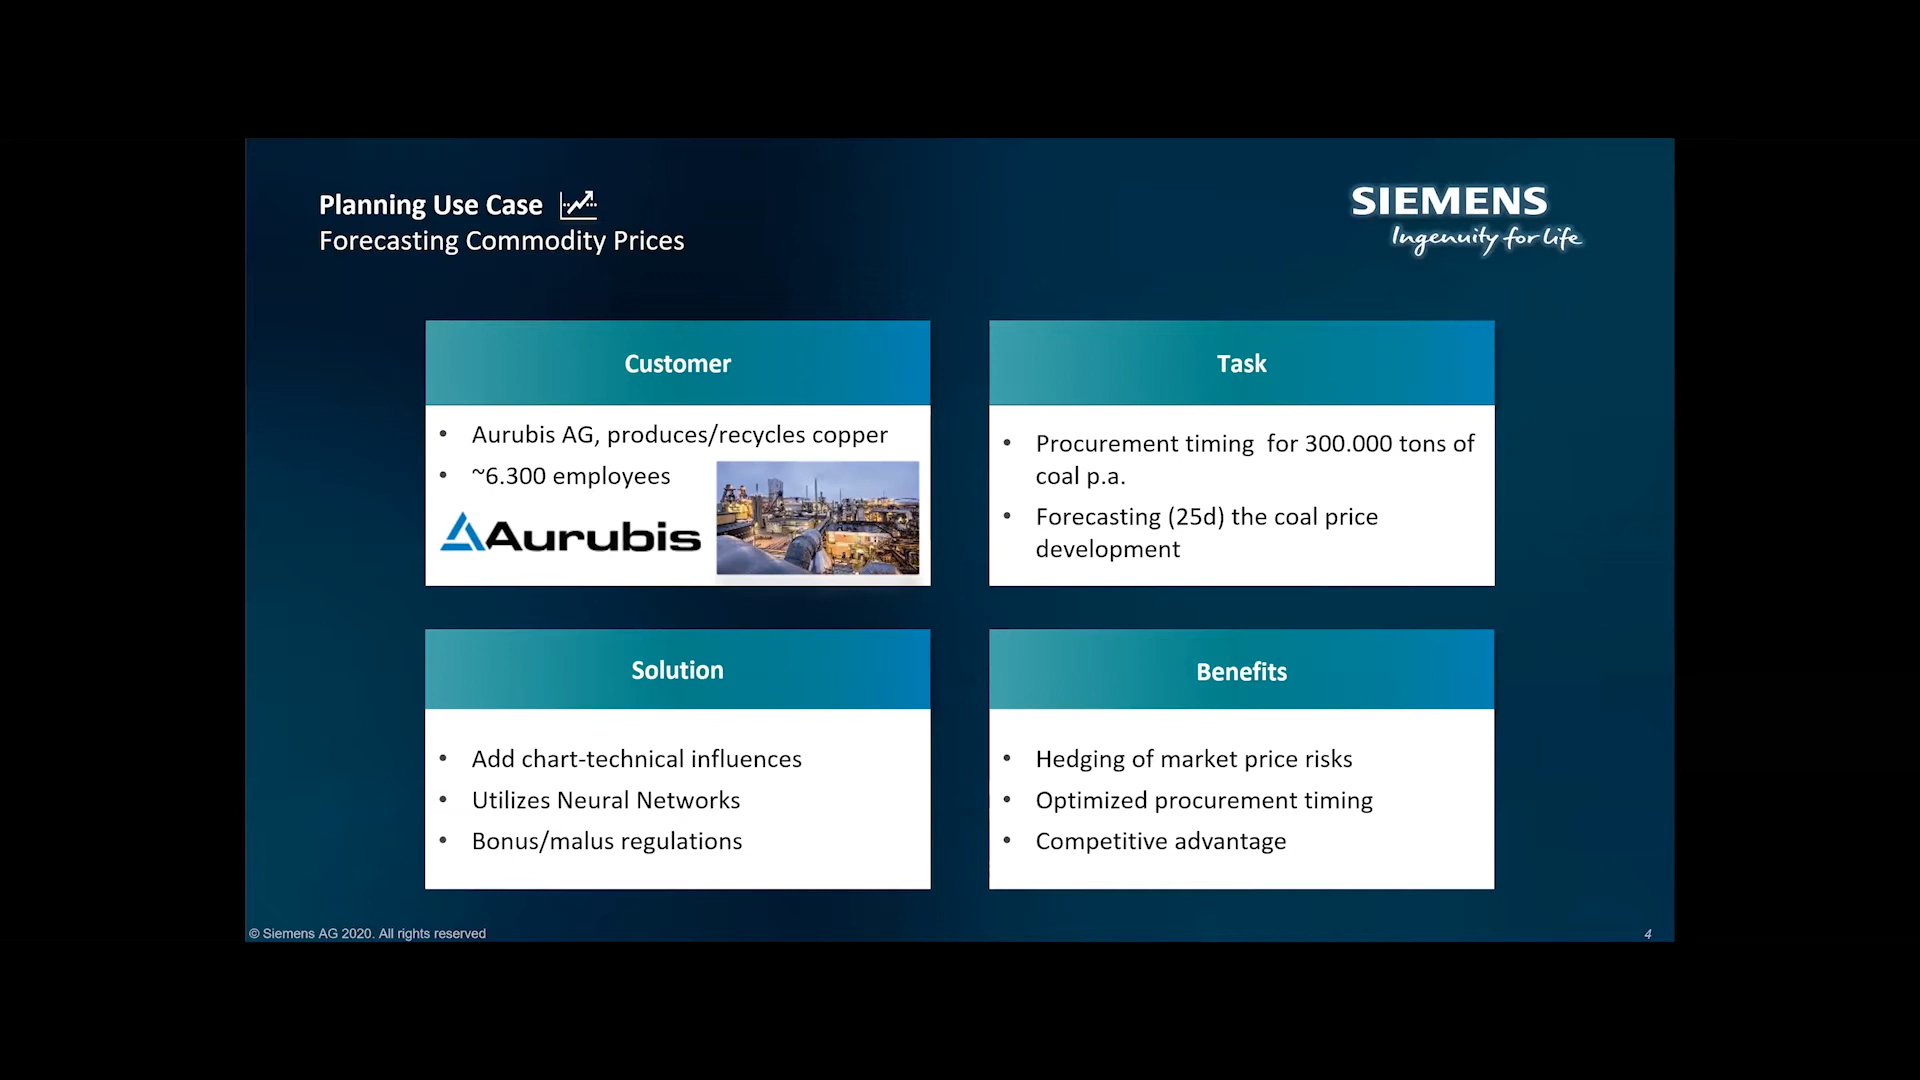 Planning Use Case
Forecasting Commodity Prices
SIEMENS
Ingenuity for life
Customer
• Aurubis AG, produces/recycles copper
• ~6.300 employees
Aurubis
Task
• Procurement timing  for 300.000 tons of
coal p.a.
• Forecasting (25d) the coal price
development
Solution
• Add chart-technical influences
• Utilizes Neural Networks
• Bonus/malus regulations
Benefits
• Hedging of market price risks
• Optimized procurement timing
• Competitive advantage
© Siemens AG 2020. All rights reserved
4